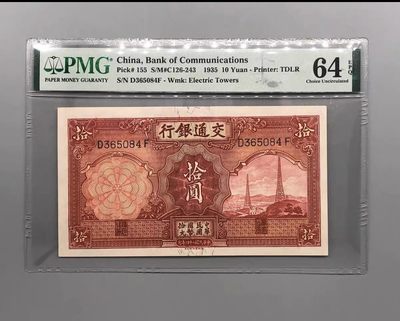 PMG
PAPER MONEY GUARANTY
China, Bank of Communications
Pick# 155 S/M#C126-243 1935 10 Yuan - Printer: TDLR
S/N D365084F - Wmk: Electric Towers
64 EPQ
Choice Uncirculated
拾 行銀通交 拾
D365084F D365084F
拾圓
拾 拾